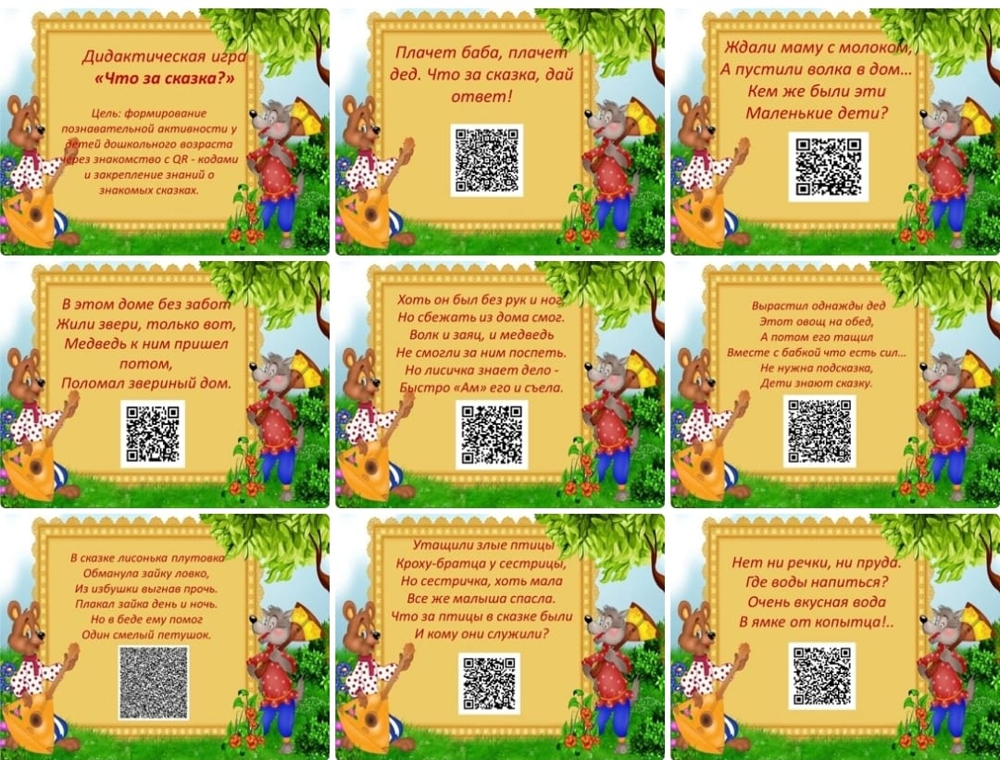 Дидактическая игра
«Что за сказка?»
Цель: формирование
познавательной активности у
детей дошкольного возраста
через знакомство с QR - кодами
и закрепление знаний о
знакомых сказках.
Плачет баба, плачет
дед. Что за сказка, дай
ответ!
Ждали маму с молоком,
А пустили волка в дом…
Кем же были эти
Маленькие дети?
В этом доме без забот
Жили звери, только вот,
Медведь к ним пришел
потом,
Поломал звериный дом.
Хоть он был без рук и ног,
Но сбежать из дома смог.
Волк и заяц, и медведь
Не смогли за ним поспеть.
Но лисичка знает дело -
Быстро «Ам» его и съела.
Вырастил однажды дед
Этот овощ на обед,
А потом его тащил
Вместе с бабкой что есть сил…
Не нужна подсказка,
Дети знают сказку.
В сказке лисонька плутовка
Обманула зайку ловко,
Из избушки выгнав прочь.
Плакал зайка день и ночь.
Но в беде ему помог
Один смелый петушок.
Утащили злые птицы
Кроху-братца у сестрицы,
Но сестричка, хоть мала
Все же малыша спасла.
Что за птицы в сказке были
И кому они служили?
Нет ни речки, ни пруда.
Где воды напиться?
Очень вкусная вода
В ямке от копытца!..